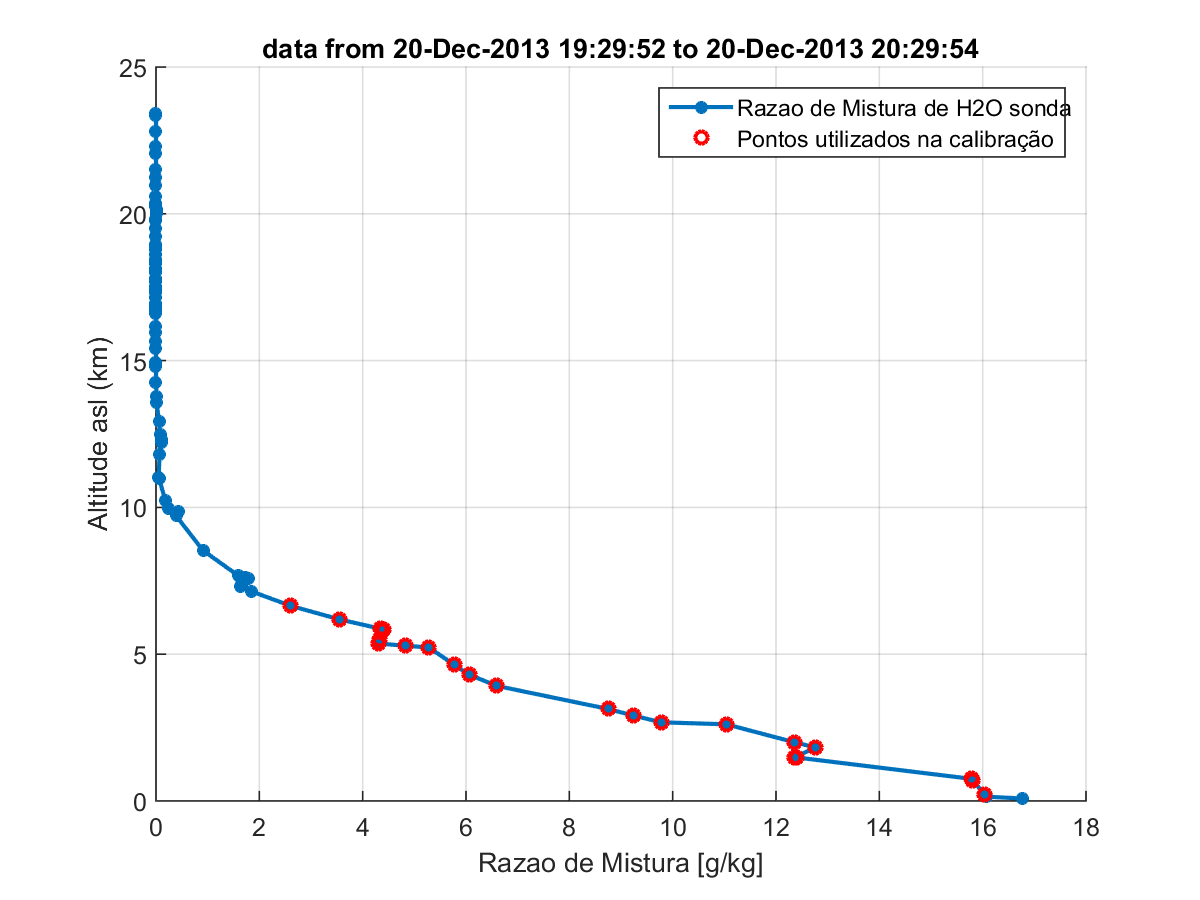 data from 20-Dec-2013 19:29:52 to 20-Dec-2013 20:29:54
Razao de Mistura de H2O sonda
Pontos utilizados na calibração
25
20
15
10
5
0
Altitude asl (km)
0 2 4 6 8 10 12 14 16 18
Razao de Mistura [g/kg]